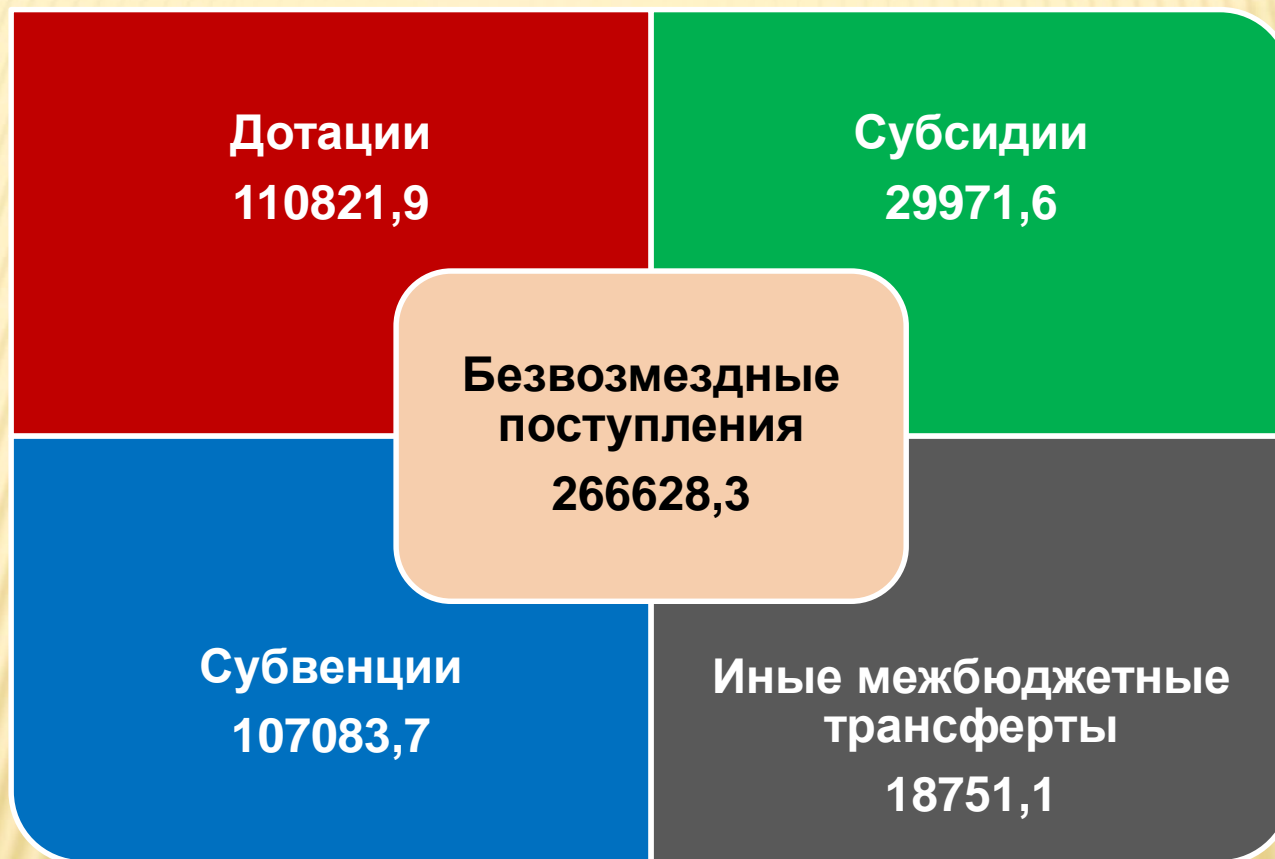 Дотации
110821,9
Субсидии
29971,6
Безвозмездные
поступления
266628,3
Субвенции
107083,7
Иные межбюджетные
трансферты
18751,1